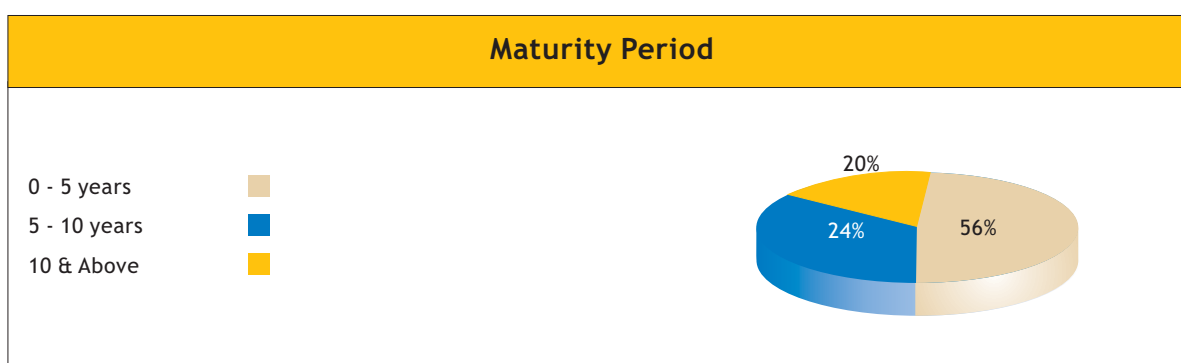 Maturity Period
0 - 5 years
5 - 10 years
10 & Above
20%
24%
56%